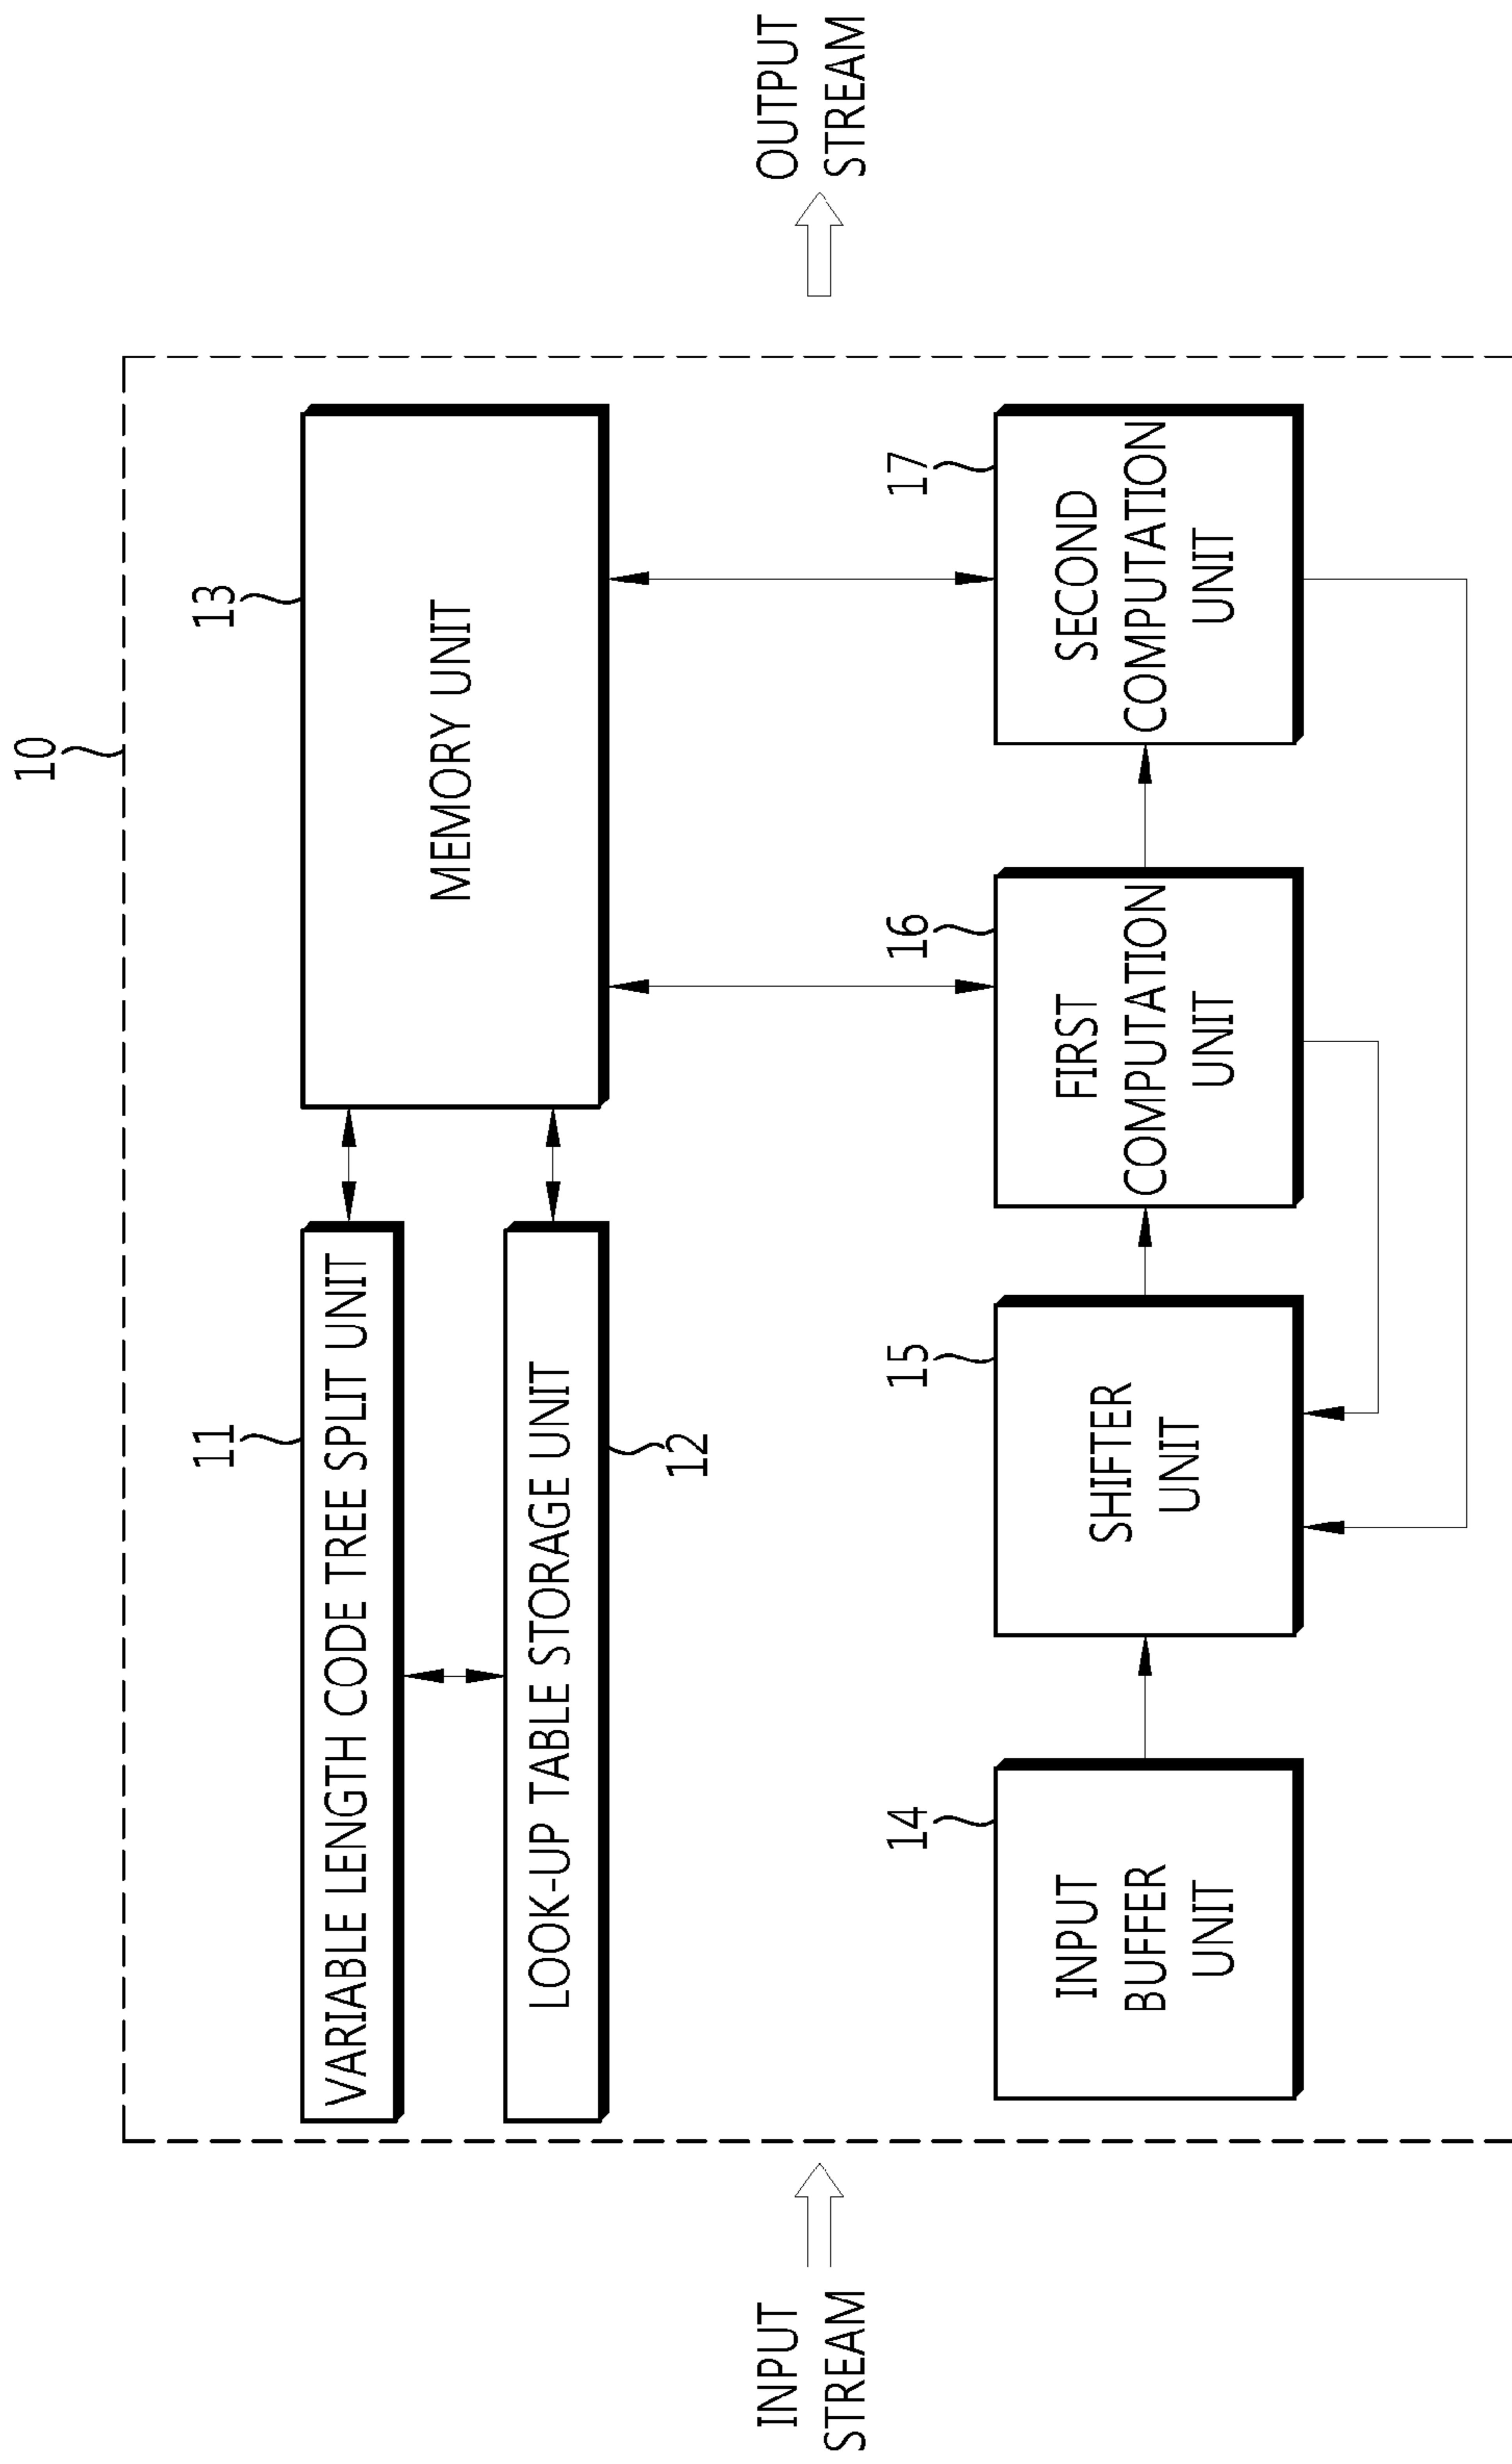 10
11
VARIABLE LENGTH CODE TREE SPLIT UNIT
13
MEMORY UNIT
LOOK-UP TABLE STORAGE UNIT
12
INPUT
STREAM
OUTPUT
STREAM
14
INPUT
BUFFER
UNIT
15
SHIFTER
UNIT
16
FIRST
COMPUTATION
UNIT
17
SECOND
COMPUTATION
UNIT